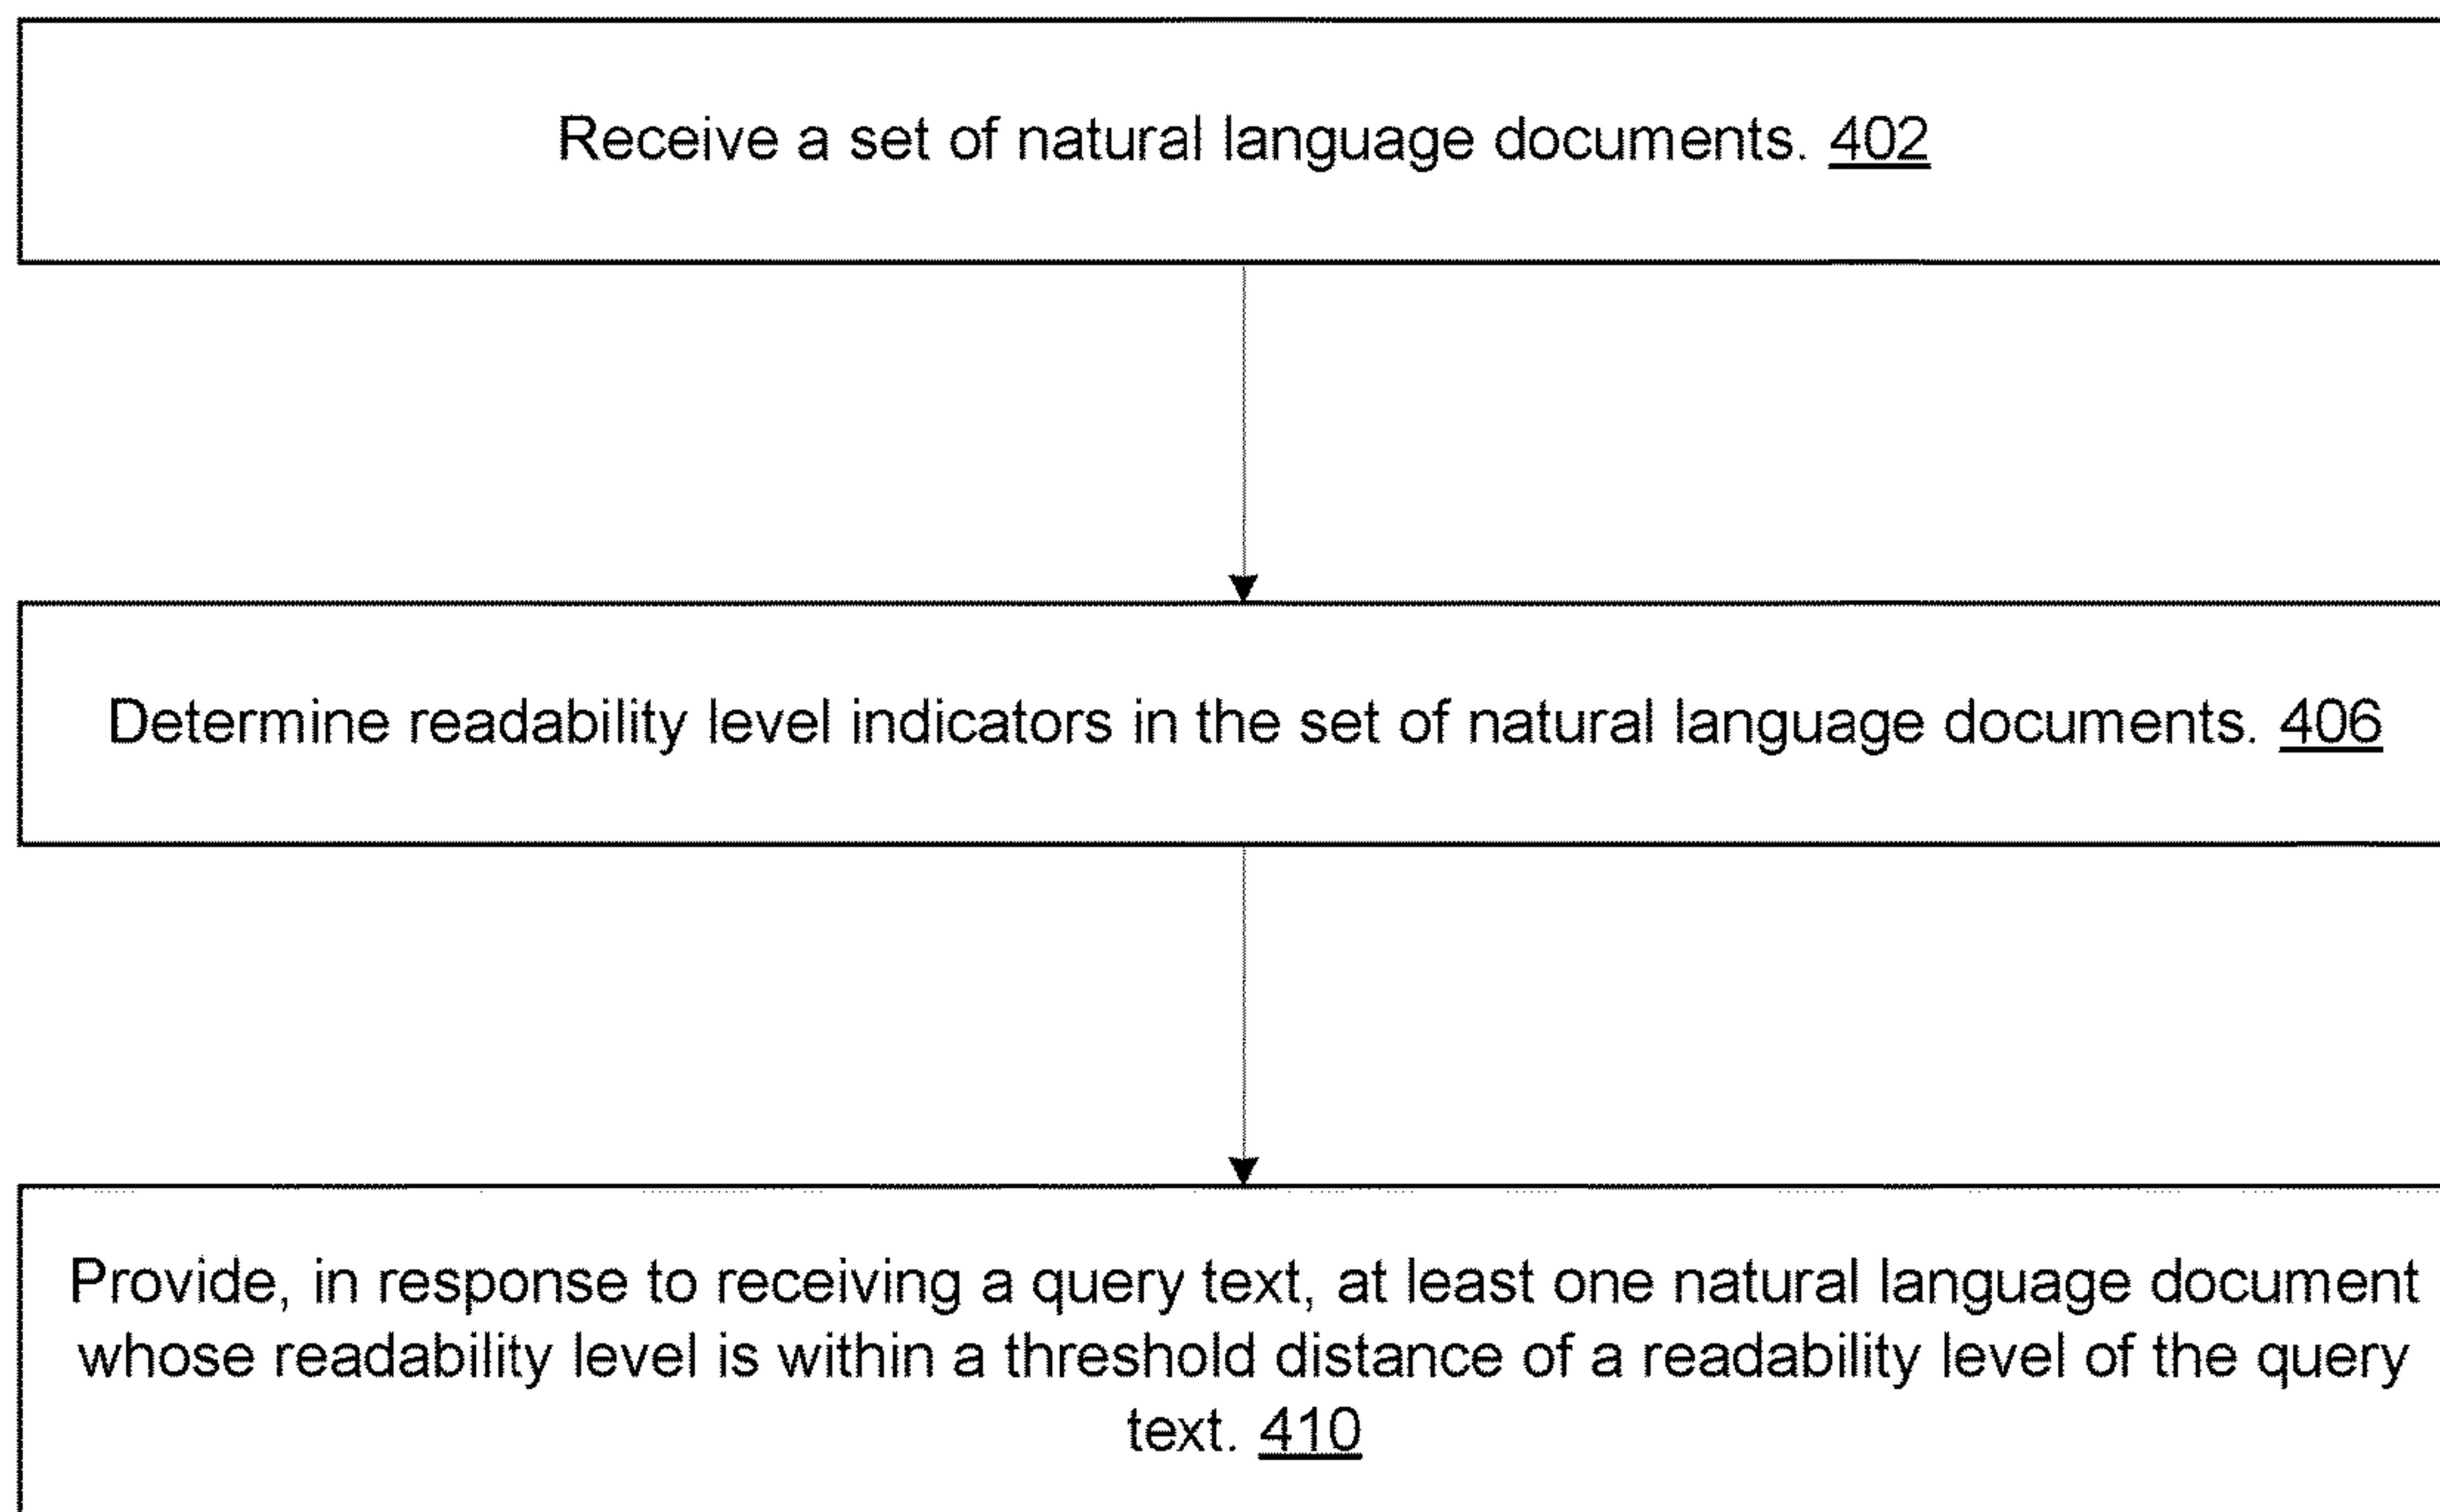 Receive a set of natural language documents. 402
Determine readability level indicators in the set of natural language documents. 406
Provide, in response to receiving a query text, at least one natural language document
whose readability level is within a threshold distance of a readability level of the query
text. 410